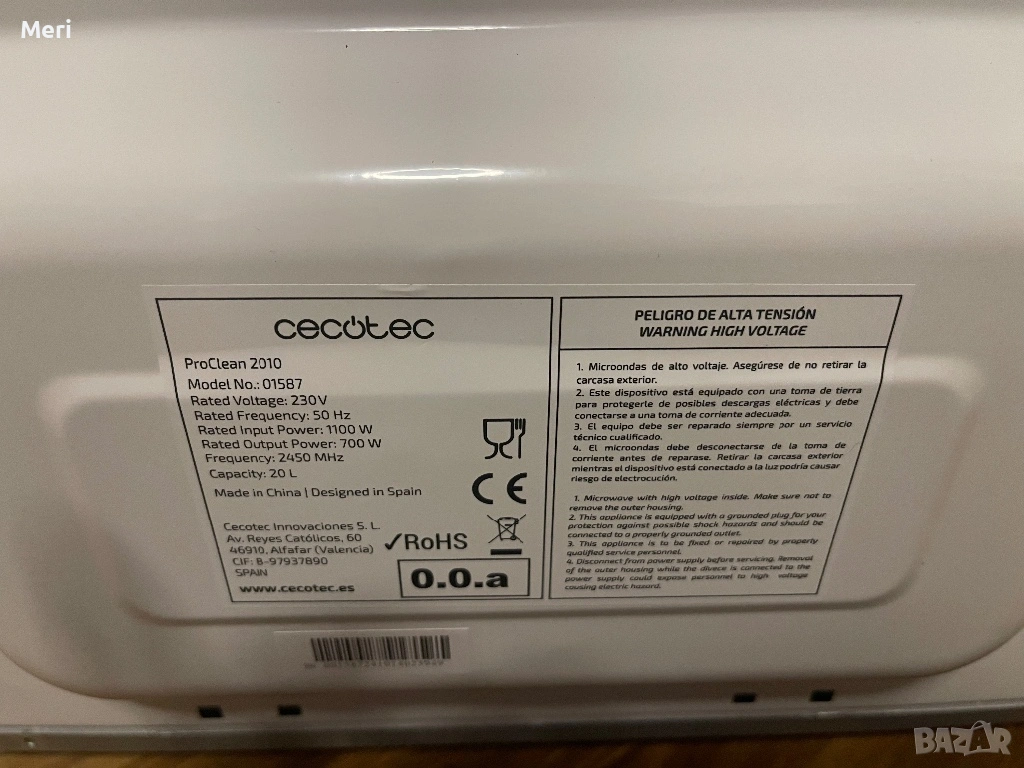 Meri
cecotec
ProClean 2010
Model No.: 01587
Rated Voltage: 230V
Rated Frequency: 50 Hz
Rated Input Power: 1100 W
Rated Output Power: 700 W
Frequency: 2450 MHz
Capacity: 20 L
Made in China | Designed in Spain
Cecotec Innovaciones S. L.
Av. Reyes Católicos, 60
46910, Alfafar (Valencia)
CIF: B-97937890
SPAIN
www.cecotec.es
CE
✓RoHS
0.0.a
PELIGRO DE ALTA TENSIÓN
WARNING HIGH VOLTAGE
1. Microondas de alto voltaje. Asegúrese de no retirar la
carcasa exterior.
2. Este dispositivo está equipado con una toma de tierra
para protegerle de posibles descargas eléctricas y debe
conectarse a una toma de corriente adecuada.
3. El equipo debe ser reparado siempre por un servicio
técnico cualificado.
4. El microondas debe desconectarse de la toma de
corriente antes de repararse. Retirar la carcasa exterior
mientras el dispositivo está conectado a la luz podría causar
riesgo de electrocución.
1. Microwave with high voltage inside. Make sure not to
remove the outer housing.
2. This appliance is equipped with a grounded plug for your
protection against possible shock hazards and should be
connected to a properly grounded outlet.
3. This appliance is to be fixed or repaired by properly
qualified service personnel.
4. Disconnect from power supply before servicing. Removal
of the outer housing while the divece is connected to the
power supply could expose personnel to high voltage
causing electric hazard.
BAZAR